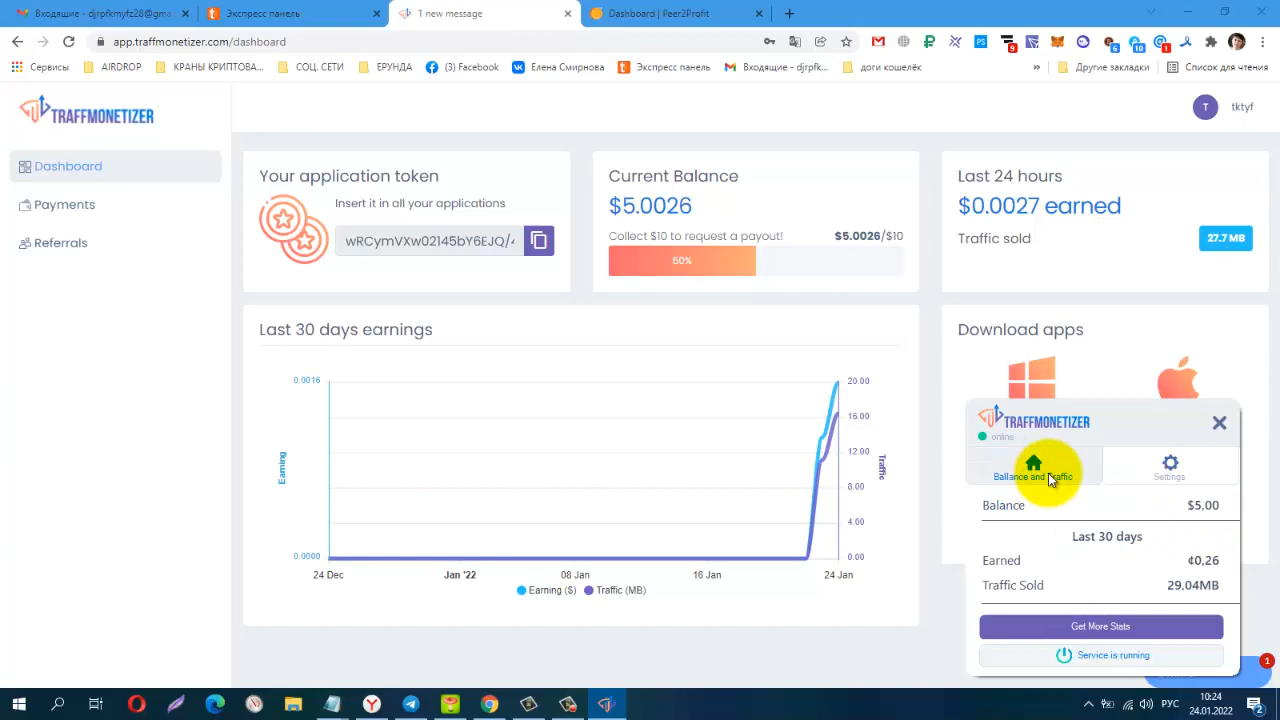 Входящие - djrpfkmyfz28@gma
Экспресс панель
1 new message
Dashboard | Peer2Profit
app.traffmonetizer.com/dashboard
Сервисы
AIRDROP
КРАНЫ КРИПТОВА...
СОЦ. СЕТИ
ЕРУНДА
(3) Facebook
Елена Смирнова
Экспресс панель
Входящие - djrpfk...
доги кошелёк
»
Другие закладки
Список для чтения
TRAFFMONETIZER
T
tktyf
Dashboard
Payments
Referrals
Your application token
Insert it in all your applications
wRCymVXw02145bY6EJQ/
Current Balance
$5.0026
Collect $10 to request a payout!
$5.0026/$10
50%
Last 24 hours
$0.0027 earned
Traffic sold
27.7 MB
Last 30 days earnings
0.0016
0.0000
Earning
20.00
16.00
12.00
8.00
4.00
0.00
Traffic
24 Dec
Jan '22
08 Jan
16 Jan
24 Jan
Earning ($)
Traffic (MB)
Download apps
TRAFFMONETIZER
online
Ballance and Traffic
Settings
Balance
$5,00
Last 30 days
Earned
¢0,26
Traffic Sold
29,04MB
Get More Stats
Service is running
1
РУС
10:24
24.01.2022
2